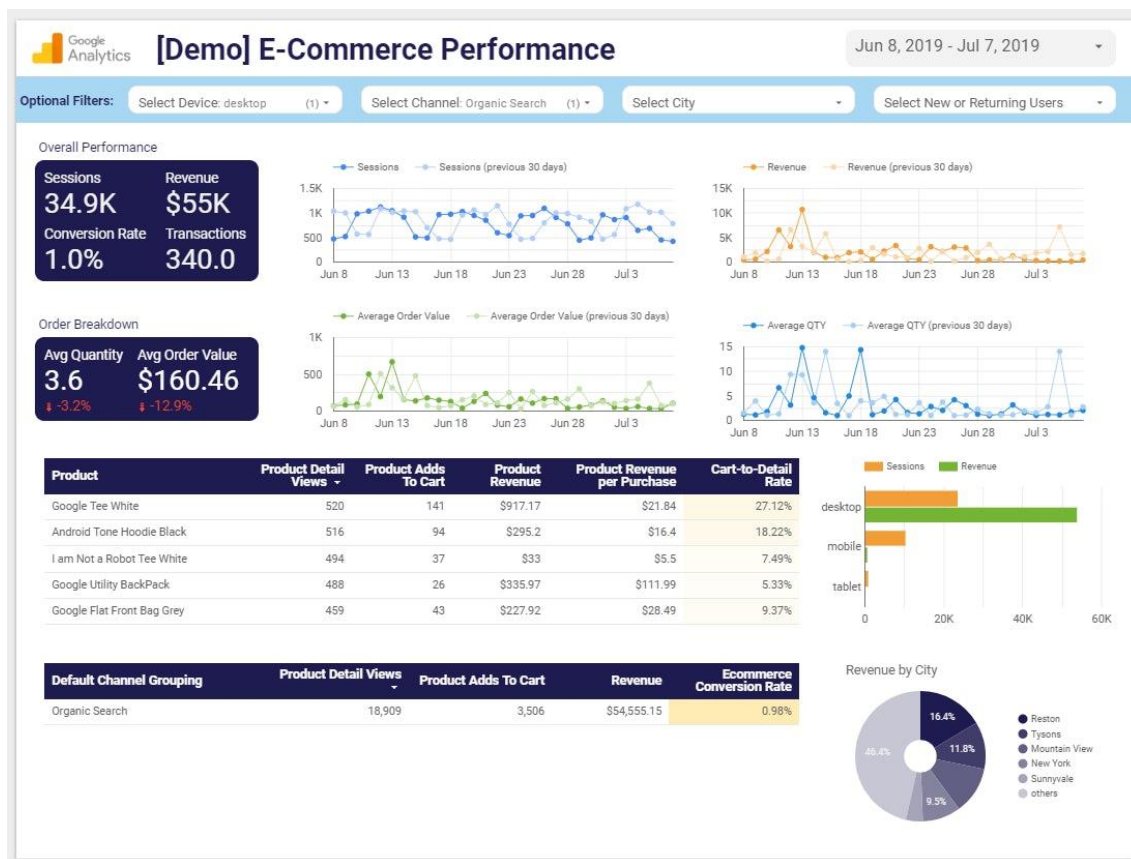 Google
Analytics
[Demo] E-Commerce Performance
Jun 8, 2019 - Jul 7, 2019
Optional Filters:
Select Device: desktop (1)
Select Channel: Organic Search (1)
Select City
Select New or Returning Users
Overall Performance
Sessions Revenue
34.9K $55K
Conversion Rate Transactions
1.0% 340.0
Sessions Sessions (previous 30 days)
1.5K
1K
500
0
Jun 8 Jun 13 Jun 18 Jun 23 Jun 28 Jul 3
Revenue Revenue (previous 30 days)
15K
10K
5K
0
Jun 8 Jun 13 Jun 18 Jun 23 Jun 28 Jul 3
Order Breakdown
Avg Quantity Avg Order Value
3.6 $160.46
-3.2% -12.9%
Average Order Value Average Order Value (previous 30 days)
1K
500
0
Jun 8 Jun 13 Jun 18 Jun 23 Jun 28 Jul 3
Average QTY Average QTY (previous 30 days)
15
10
5
0
Jun 8 Jun 13 Jun 18 Jun 23 Jun 28 Jul 3
Product Product Detail Views Product Adds To Cart Product Revenue Product Revenue per Purchase Cart-to-Detail Rate
Google Tee White 520 141 $917.17 $21.84 27.12%
Android Tone Hoodie Black 516 94 $295.2 $16.4 18.22%
I am Not a Robot Tee White 494 37 $33 $5.5 7.49%
Google Utility BackPack 488 26 $335.97 $111.99 5.33%
Google Flat Front Bag Grey 459 43 $227.92 $28.49 9.37%
Sessions Revenue
desktop
mobile
tablet
0 20K 40K 60K
Default Channel Grouping Product Detail Views Product Adds To Cart Revenue Ecommerce Conversion Rate
Organic Search 18,909 3,506 $54,555.15 0.98%
Revenue by City
16.4%
11.8%
9.5%
46.4%
Reston
Tysons
Mountain View
New York
Sunnyvale
others